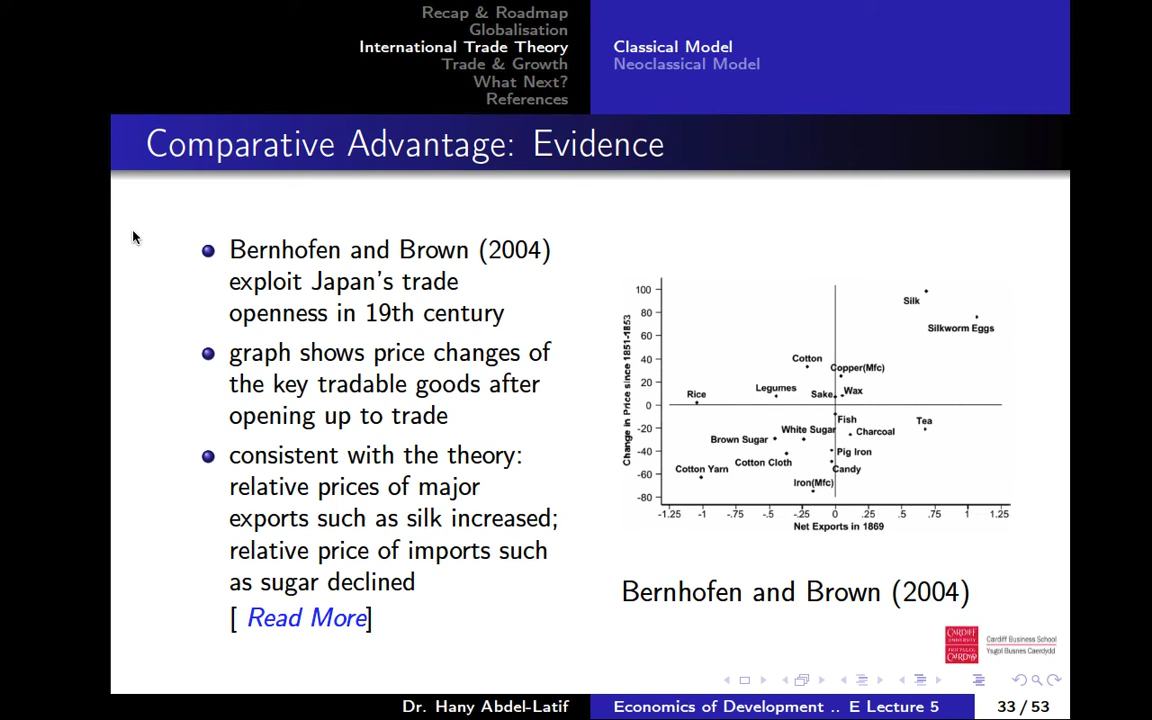 Recap & Roadmap
Globalisation
International Trade Theory
Trade & Growth
What Next?
References
Classical Model
Neoclassical Model
Comparative Advantage: Evidence
Bernhofen and Brown (2004)
exploit Japan's trade
openness in 19th century
graph shows price changes of
the key tradable goods after
opening up to trade
consistent with the theory:
relative prices of major
exports such as silk increased;
relative price of imports such
as sugar declined
[ Read More]
Change in Price since 1851-1853
100
80
60
40
20
0
-20
-40
-60
-80
Silk
Silkworm Eggs
Cotton
Copper(Mfc)
Rice
Legumes
Sake
Wax
Fish
Tea
White Sugar
Charcoal
Brown Sugar
Pig Iron
Cotton Cloth
Cotton Yarn
Candy
Iron(Mfc)
-1.25 -1 -.75 -.5 -.25 0 .25 .5 .75 1 1.25
Net Exports in 1869
Bernhofen and Brown (2004)
CARDIFF
UNIVERSITY
PRIFYSGOL
CAERDYDD
Cardiff Business School
Ysgol Busnes Caerdydd
Dr. Hany Abdel-Latif
Economics of Development .. E Lecture 5
33 / 53